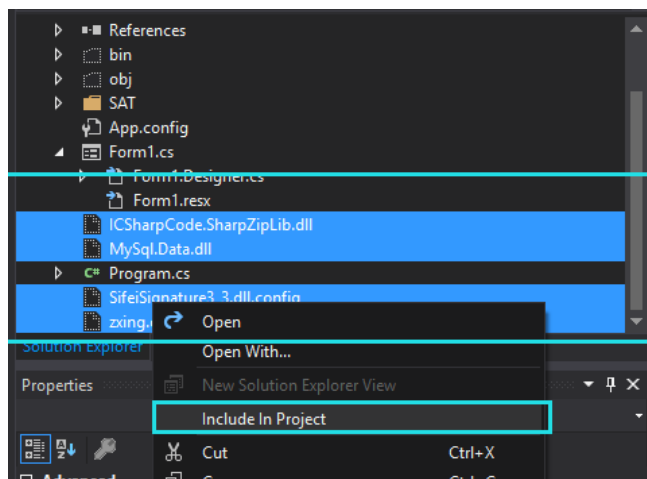 References
bin
obj
SAT
App.config
Form1.cs
Form1.Designer.cs
Form1.resx
ICSharpCode.SharpZipLib.dll
MySql.Data.dll
C# Program.cs
SifeiSignature3_3.dll.config
zxing.
Open
Solution Explorer
Open With...
Properties
New Solution Explorer View
Include In Project
Cut Ctrl+X